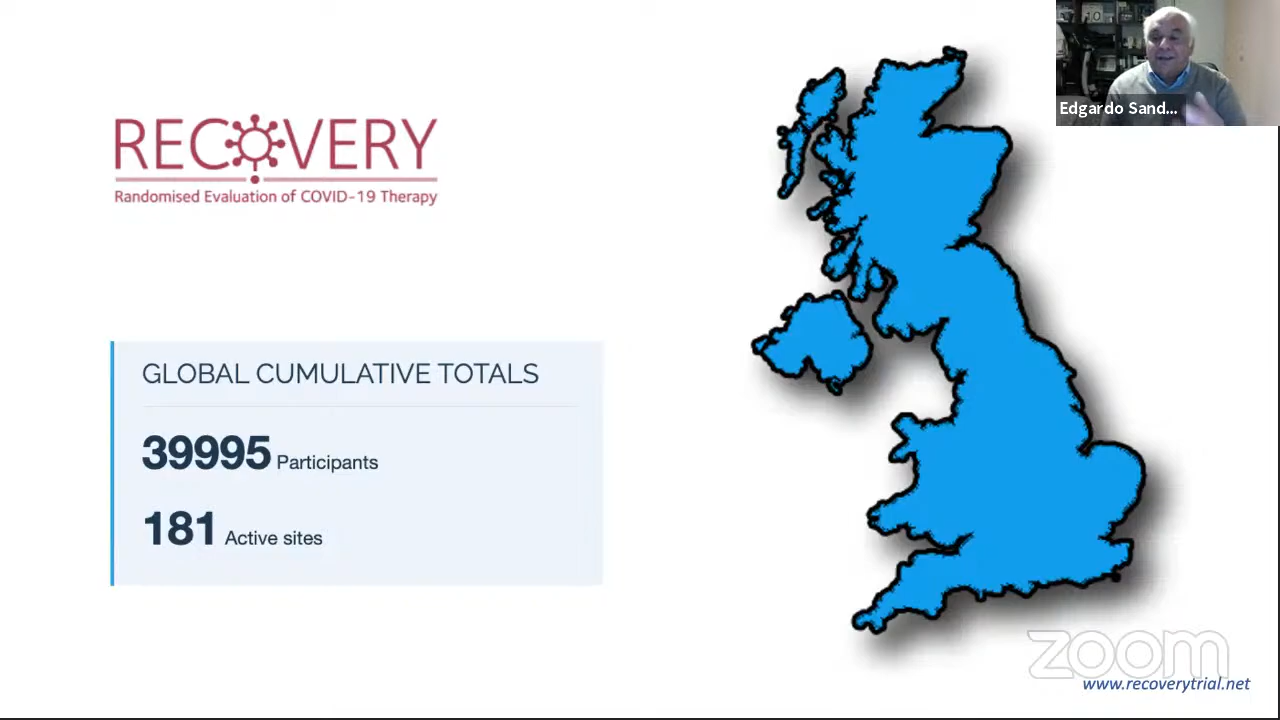 Edgardo Sand...
RECOVERY
Randomised Evaluation of COVID-19 Therapy
GLOBAL CUMULATIVE TOTALS
39995 Participants
181 Active sites
zoom
www.recoverytrial.net